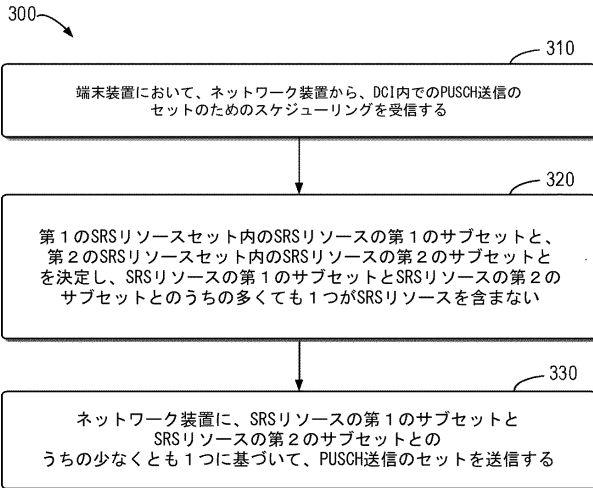 300
310
端末装置において、ネットワーク装置から、DCI内でのPUSCH送信の
セットのためのスケジューリングを受信する
320
第１のSRSリソースセット内のSRSリソースの第１のサブセットと、
第２のSRSリソースセット内のSRSリソースの第２のサブセットと
を決定し、SRSリソースの第１のサブセットとSRSリソースの第２の
サブセットとのうちの多くても１つがSRSリソースを含まない
330
ネットワーク装置に、SRSリソースの第１のサブセットと
SRSリソースの第２のサブセットとの
うちの少なくとも１つに基づいて、PUSCH送信のセットを送信する